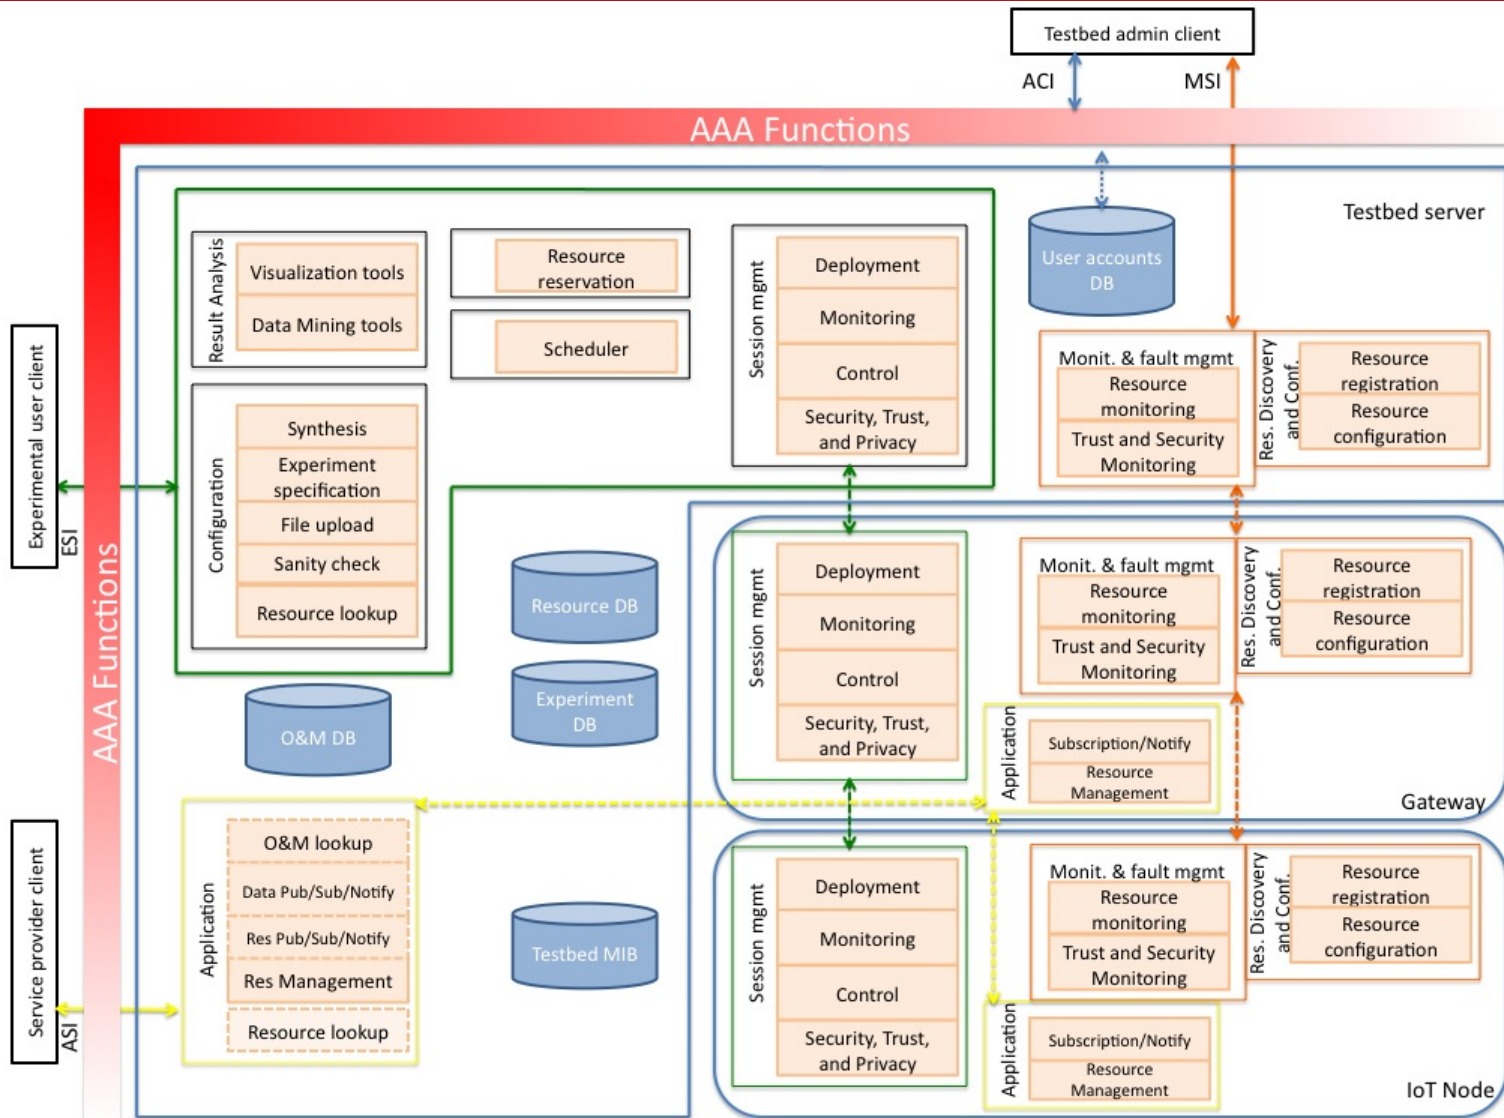 Testbed admin client
ACI
MSI
AAA Functions
AAA Functions
Testbed server
Experimental user client
ESI
Result Analysis
Visualization tools
Data Mining tools
Resource
reservation
Scheduler
Configuration
Synthesis
Experiment
specification
File upload
Sanity check
Resource lookup
Session mgmt
Deployment
Monitoring
Control
Security, Trust,
and Privacy
User accounts
DB
Monit. & fault mgmt
Resource
monitoring
Trust and Security
Monitoring
Res. Discovery
and Conf.
Resource
registration
Resource
configuration
Resource DB
Experiment
DB
O&M DB
Testbed MIB
Session mgmt
Deployment
Monitoring
Control
Security, Trust,
and Privacy
Monit. & fault mgmt
Resource
monitoring
Trust and Security
Monitoring
Res. Discovery
and Conf.
Resource
registration
Resource
configuration
Application
Subscription/Notify
Resource
Management
Gateway
Service provider client
ASI
Application
O&M lookup
Data Pub/Sub/Notify
Res Pub/Sub/Notify
Res Management
Resource lookup
Session mgmt
Deployment
Monitoring
Control
Security, Trust,
and Privacy
Monit. & fault mgmt
Resource
monitoring
Trust and Security
Monitoring
Res. Discovery
and Conf.
Resource
registration
Resource
configuration
Application
Subscription/Notify
Resource
Management
IoT Node